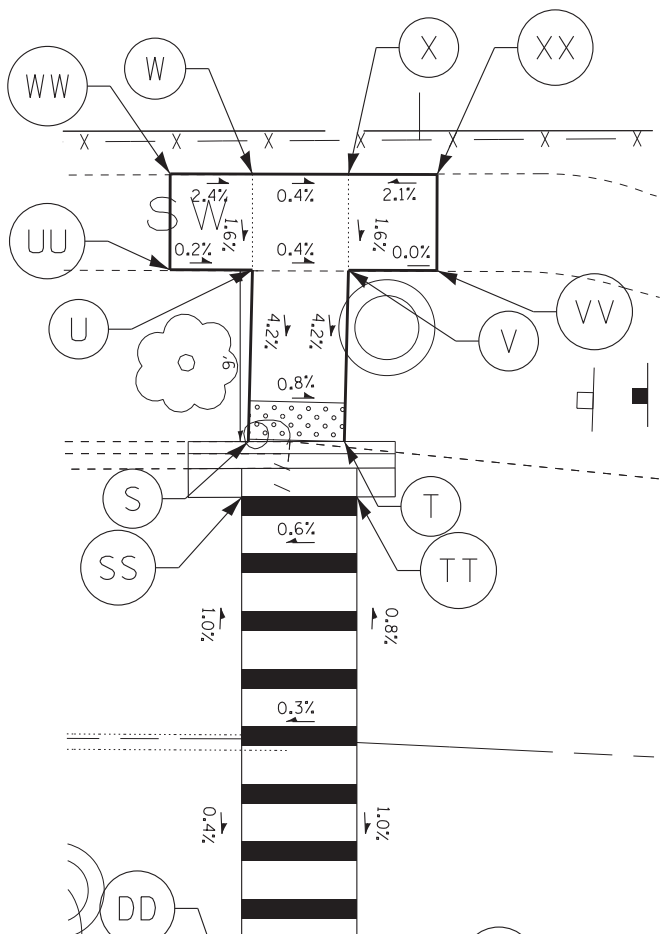 WW
W
X
XX
X X X X X X
2.4% 0.4% 2.1%
S W
1.6% 1.6%
UU
0.2% 0.4% 0.0%
U
V
VV
4.2% 4.2%
6'
0.8%
S
T
SS
0.6%
TT
1.0% 0.8%
0.3%
0.4% 1.0%
DD